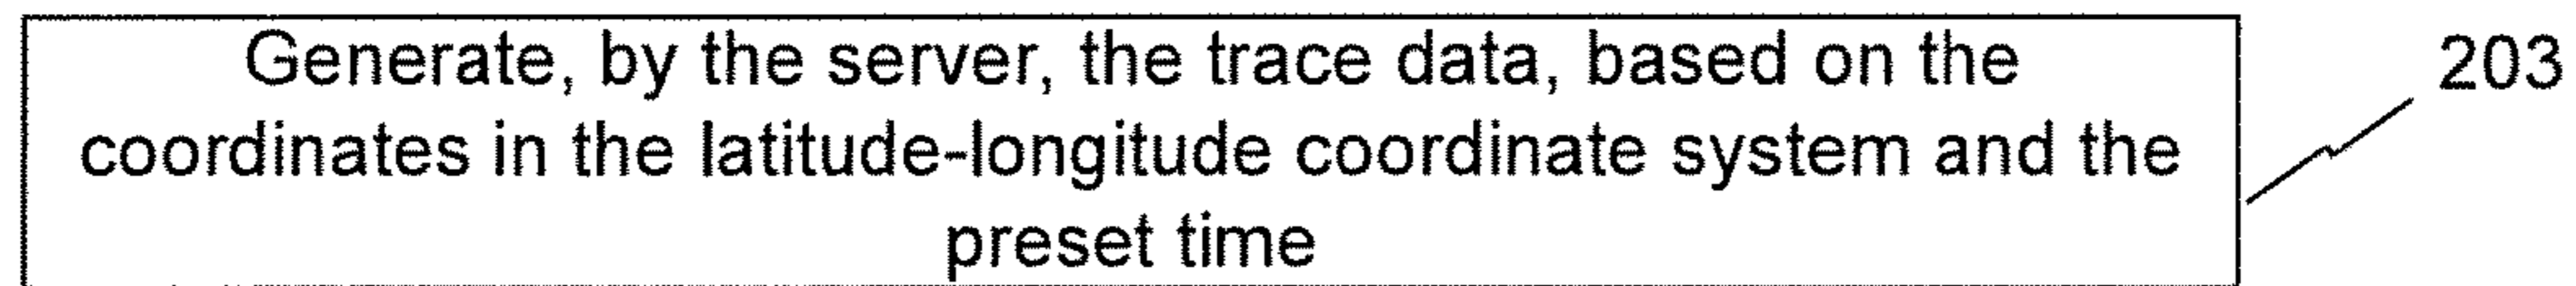 Generate, by the server, the trace data, based on the
203
coordinates in the latitude-longitude coordinate system and the
preset time